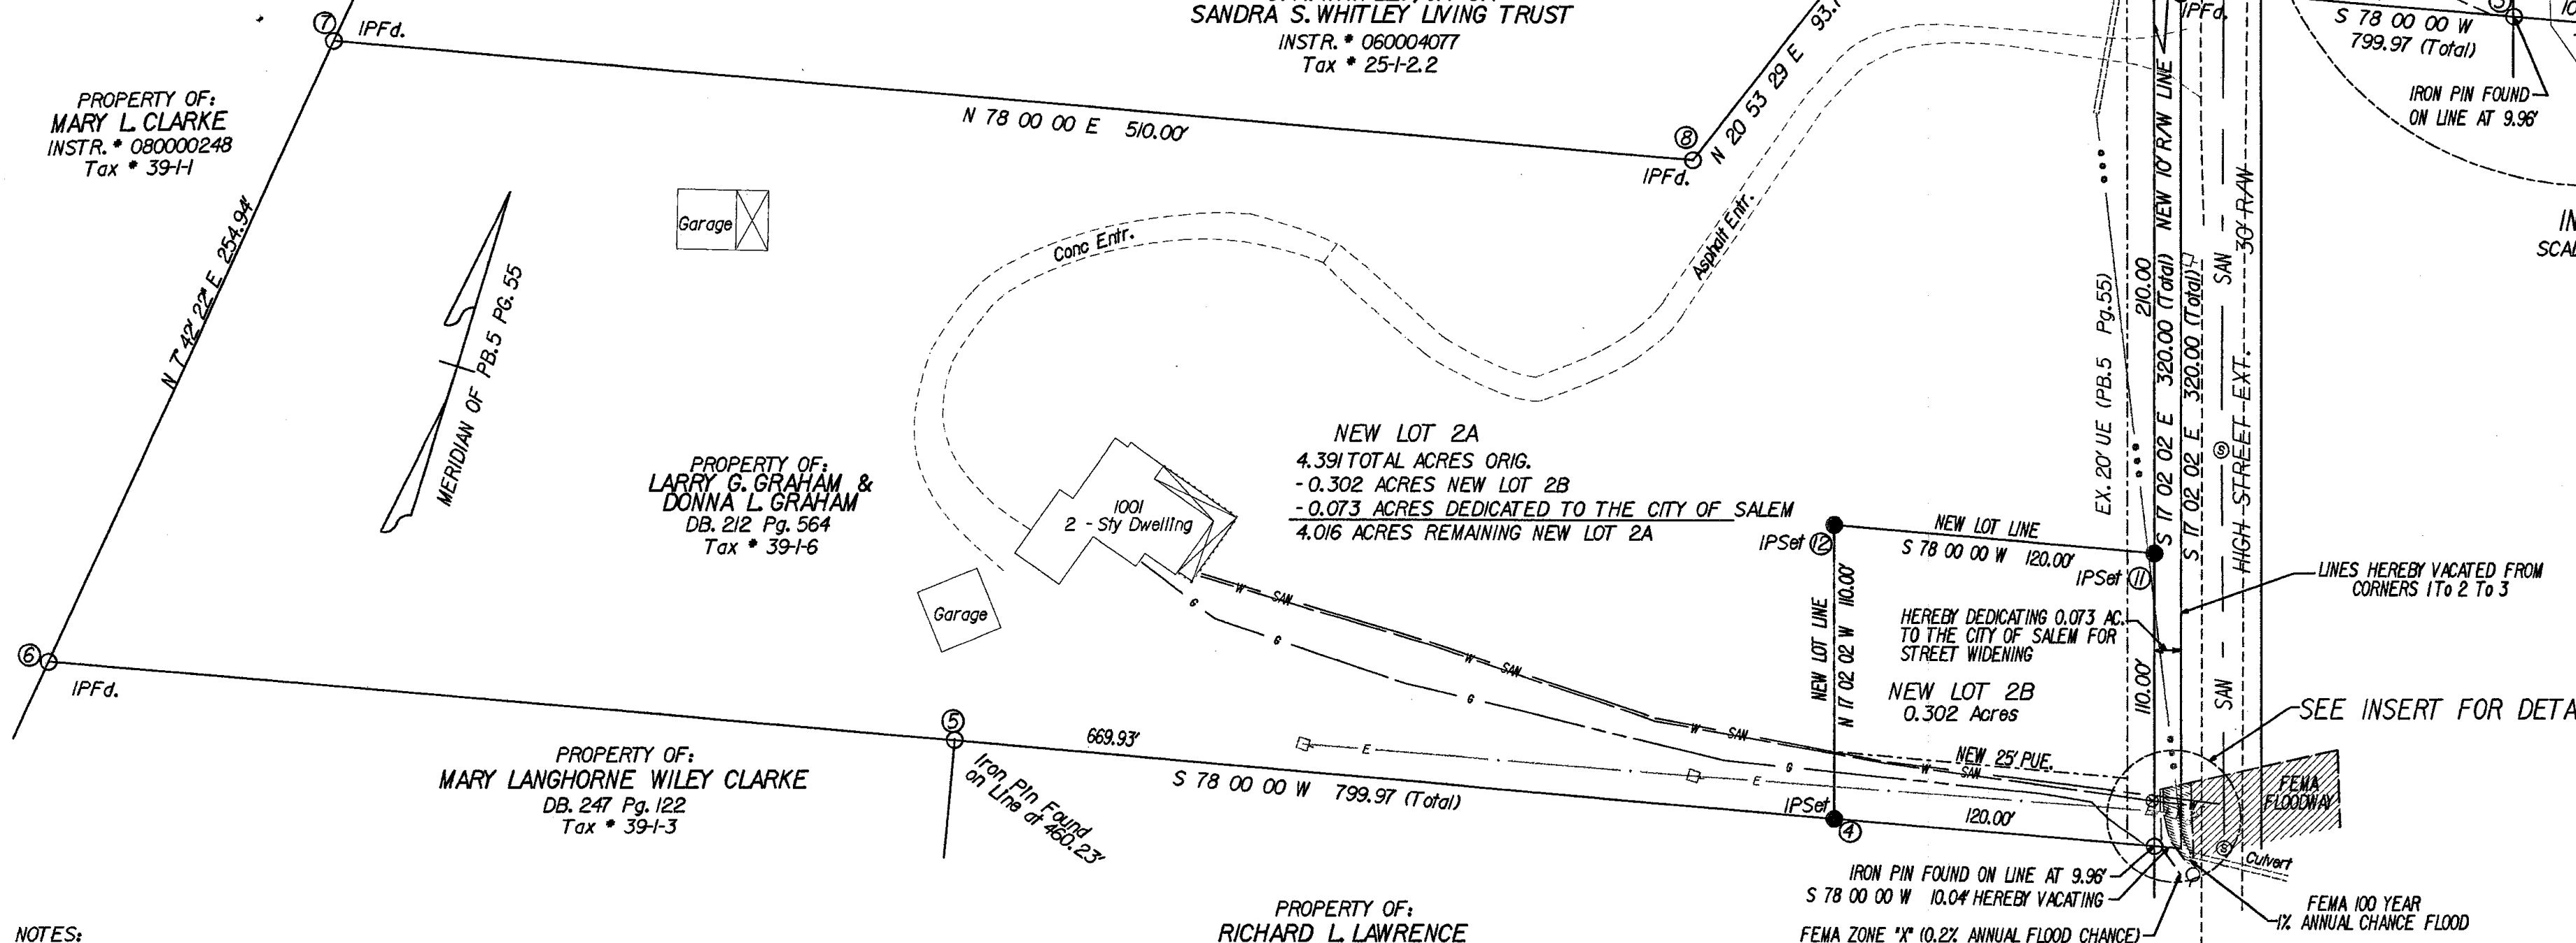 7
IPFd.
SANDRA S. WHITLEY LIVING TRUST
INSTR. * 060004077
Tax * 25-1-2.2
IPFd.
S 78 00 00 W
799.97 (Total)
IRON PIN FOUND
ON LINE AT 9.96'
PROPERTY OF:
MARY L. CLARKE
INSTR. * 080000248
Tax * 39-1-1
N 78 00 00 E 510.00'
8
IPFd.
N 20 53 29 E
N 7° 42' 22" E 254.94'
MERIDIAN OF PB.5 PG. 55
Garage
Conc Entr.
Asphalt Entr.
EX. 20' UE (PB.5 Pg.55)
210.00
S 17 02 02 E 320.00 (Total) NEW 10' R/W LINE
S 17 02 02 E 320.00 (Total)
SAN
SAN
HIGH STREET EXT. 30' R/W
S
PROPERTY OF:
LARRY G. GRAHAM &
DONNA L. GRAHAM
DB. 212 Pg. 564
Tax * 39-1-6
1001
2 - Sty Dwelling
Garage
NEW LOT 2A
4.391 TOTAL ACRES ORIG.
- 0.302 ACRES NEW LOT 2B
- 0.073 ACRES DEDICATED TO THE CITY OF SALEM
4.016 ACRES REMAINING NEW LOT 2A
IPSet 12
NEW LOT LINE
S 78 00 00 W 120.00'
IPSet 11
NEW LOT LINE
N 17 02 02 W 110.00'
HEREBY DEDICATING 0.073 AC.
TO THE CITY OF SALEM FOR
STREET WIDENING
NEW LOT 2B
0.302 Acres
110.00'
LINES HEREBY VACATED FROM
CORNERS 1 To 2 To 3
SEE INSERT FOR DETA
6
IPFd.
5
669.93'
S 78 00 00 W 799.97 (Total)
Iron Pin Found
on Line at 460.23'
W SAN W SAN W SAN W SAN
G G G G
E E
NEW 25' PUE.
IPSet
4
120.00'
FEMA
FLOODWAY
S
Culvert
PROPERTY OF:
MARY LANGHORNE WILEY CLARKE
DB. 247 Pg. 122
Tax * 39-1-3
IRON PIN FOUND ON LINE AT 9.96'
S 78 00 00 W 10.04' HEREBY VACATING
FEMA ZONE "X" (0.2% ANNUAL FLOOD CHANCE)
FEMA 100 YEAR
1% ANNUAL CHANCE FLOOD
PROPERTY OF:
RICHARD L. LAWRENCE
NOTES: